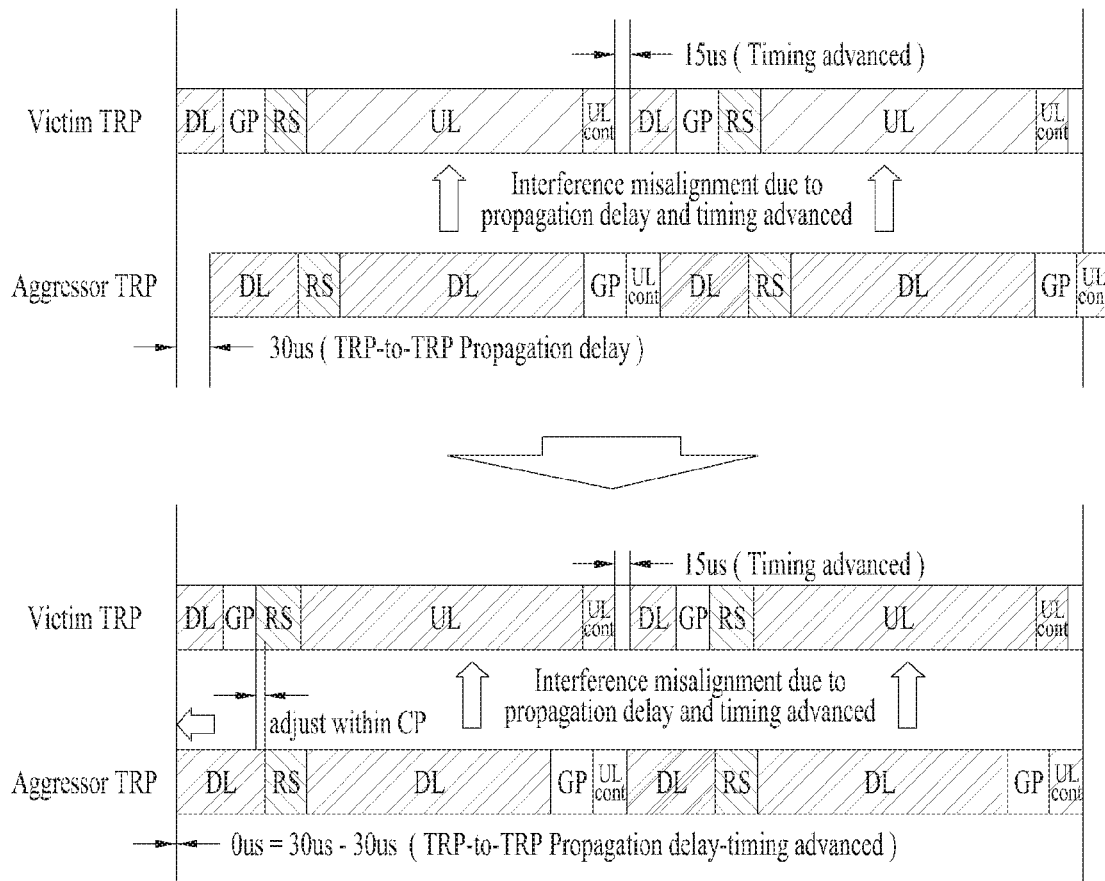 15us ( Timing advanced )
Victim TRP DL GP RS UL UL cont DL GP RS UL UL cont
Interference misalignment due to
propagation delay and timing advanced
Aggressor TRP DL RS DL GP UL cont DL RS DL GP UL cont
30us ( TRP-to-TRP Propagation delay )
15us ( Timing advanced )
Victim TRP DL GP RS UL UL cont DL GP RS UL UL cont
Interference misalignment due to
propagation delay and timing advanced
adjust within CP
Aggressor TRP DL RS DL GP UL cont DL RS DL GP UL cont
0us = 30us - 30us ( TRP-to-TRP Propagation delay-timing advanced )